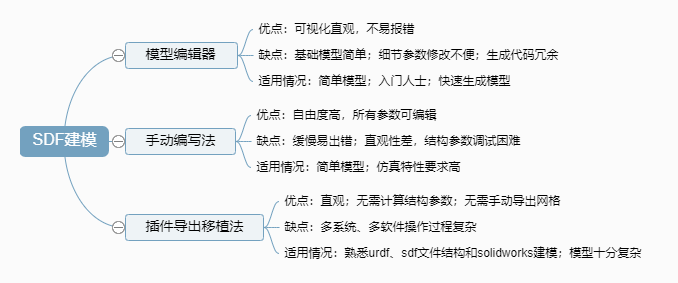 SDF建模
模型编辑器
优点：可视化直观，不易报错
缺点：基础模型简单；细节参数修改不便；生成代码冗余
适用情况：简单模型；入门人士；快速生成模型
手动编写法
优点：自由度高，所有参数可编辑
缺点：缓慢易出错；直观性差，结构参数调试困难
适用情况：简单模型；仿真特性要求高
插件导出移植法
优点：直观；无需计算结构参数；无需手动导出网格
缺点：多系统、多软件操作过程复杂
适用情况：熟悉urdf、sdf文件结构和solidworks建模；模型十分复杂